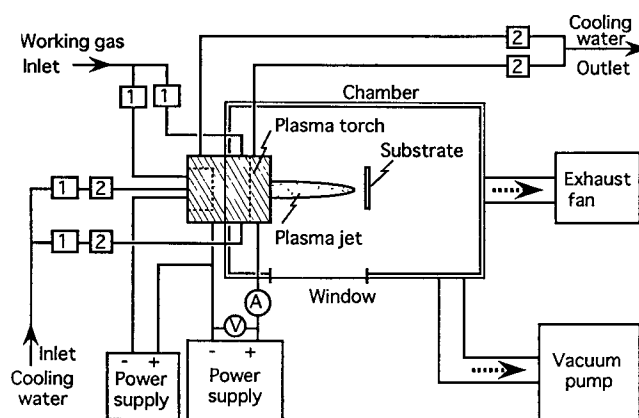 Working gas
Inlet
1
1
2
2
Cooling
water
Outlet
Chamber
Plasma torch
Substrate
Plasma jet
1
2
1
2
Exhaust
fan
Window
A
V
Inlet
Cooling
water
- +
Power
supply
- +
Power
supply
Vacuum
pump